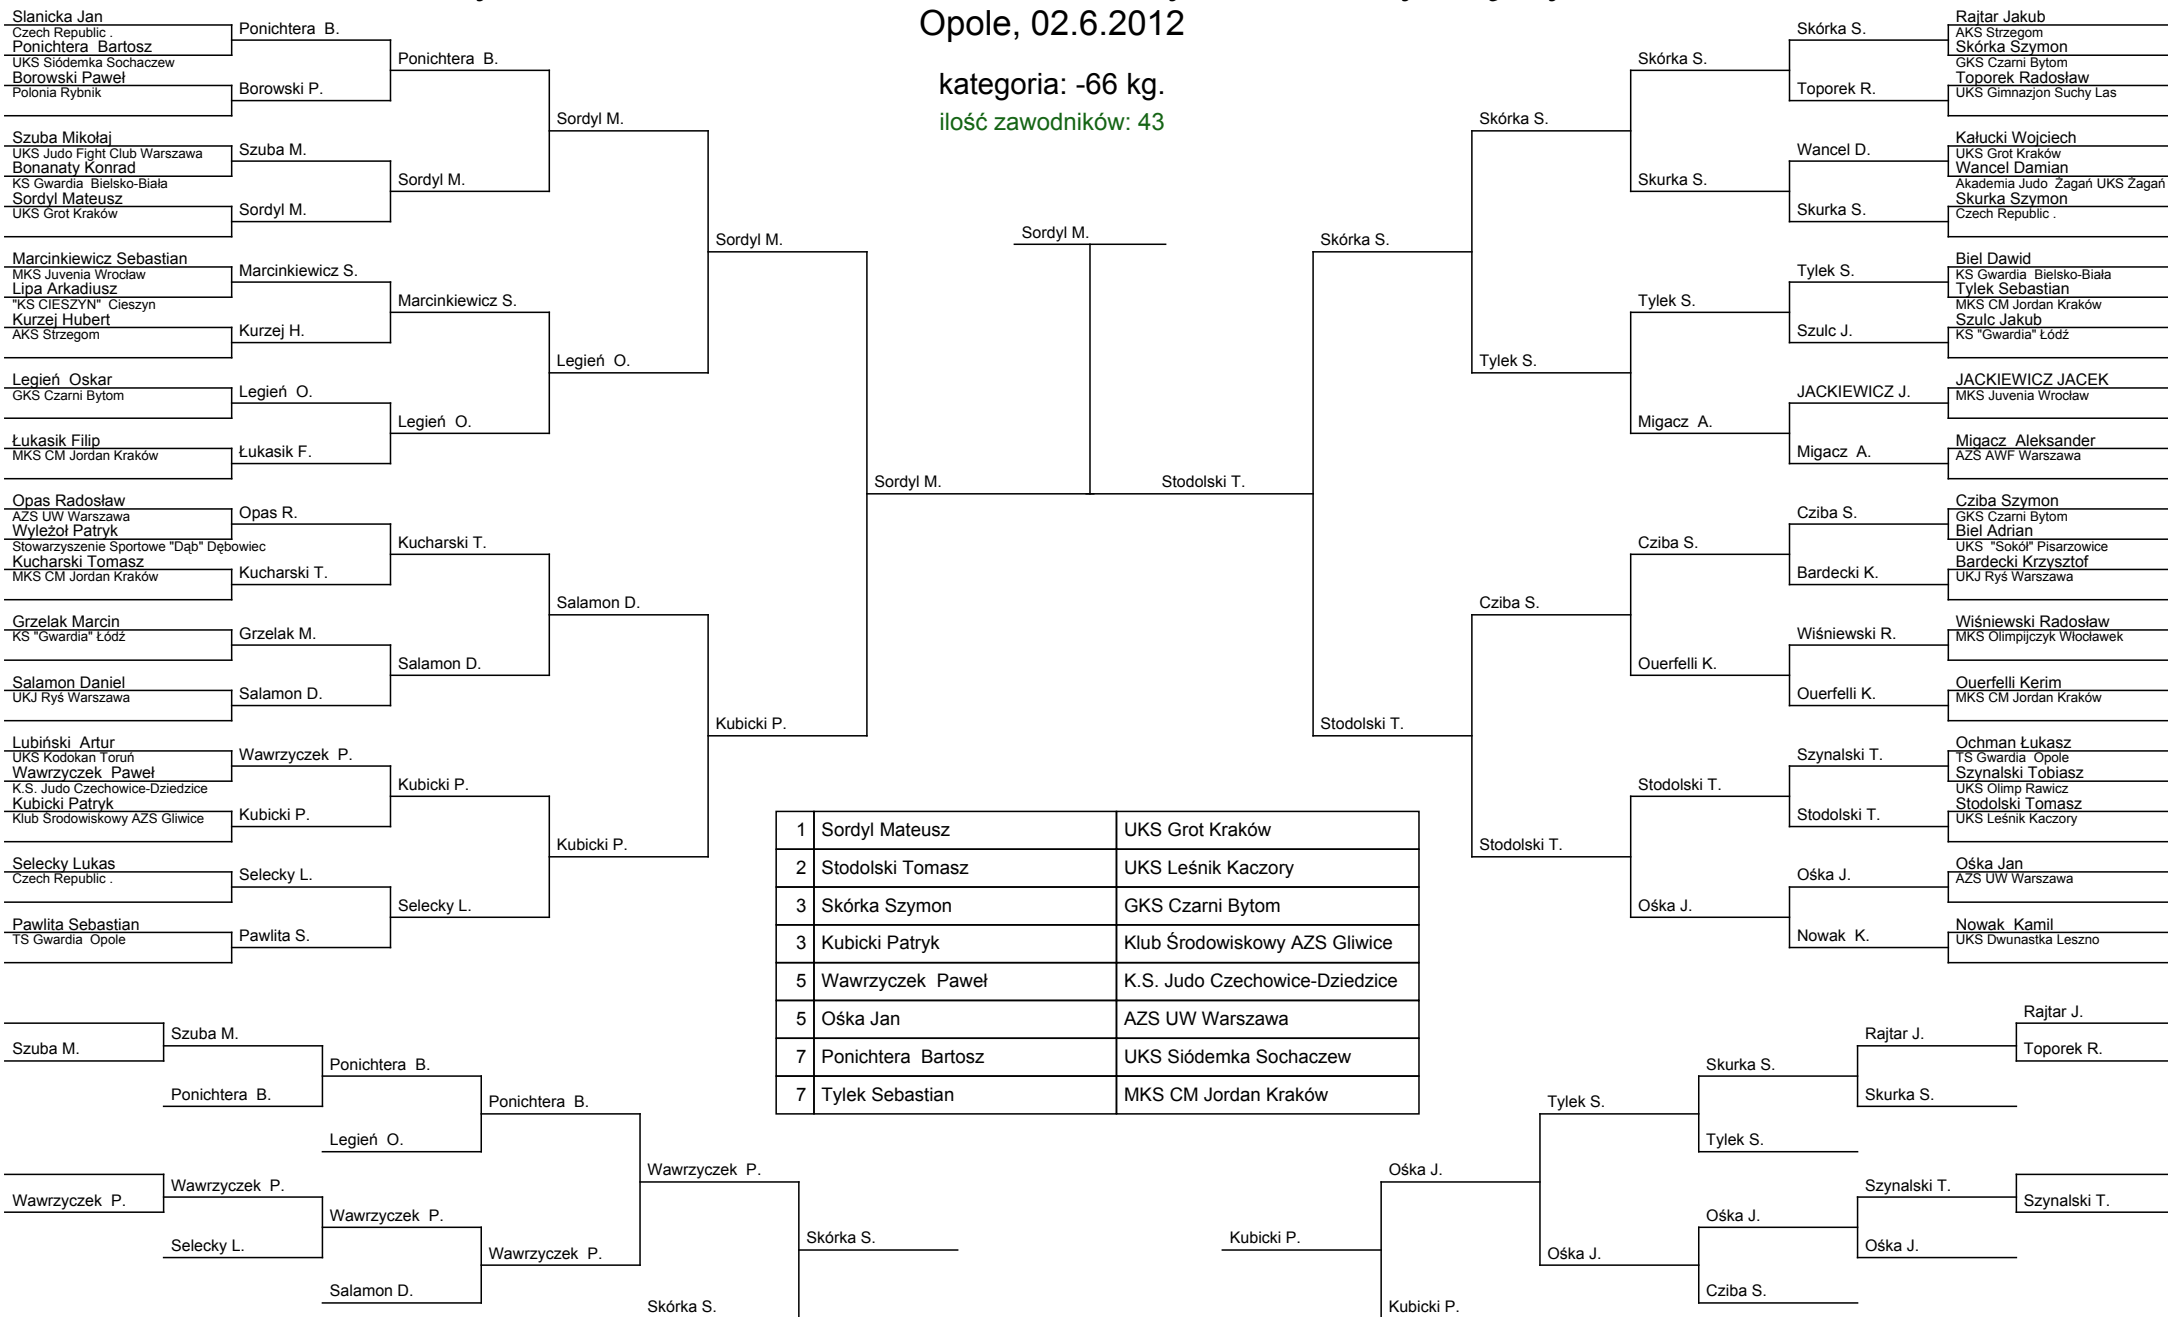 Opole, 02.6.2012
kategoria: -66 kg.
ilość zawodników: 43
Slanicka Jan
Czech Republic .
Ponichtera Bartosz
UKS Siódemka Sochaczew
Borowski Paweł
Polonia Rybnik
Szuba Mikołaj
UKS Judo Fight Club Warszawa
Bonanaty Konrad
KS Gwardia Bielsko-Biała
Sordyl Mateusz
UKS Grot Kraków
Marcinkiewicz Sebastian
MKS Juvenia Wrocław
Lipa Arkadiusz
"KS CIESZYN" Cieszyn
Kurzej Hubert
AKS Strzegom
Legień Oskar
GKS Czarni Bytom
Łukasik Filip
MKS CM Jordan Kraków
Opas Radosław
AZS UW Warszawa
Wyleżoł Patryk
Stowarzyszenie Sportowe "Dąb" Dębowiec
Kucharski Tomasz
MKS CM Jordan Kraków
Grzelak Marcin
KS "Gwardia" Łódź
Salamon Daniel
UKJ Ryś Warszawa
Lubiński Artur
UKS Kodokan Toruń
Wawrzyczek Paweł
K.S. Judo Czechowice-Dziedzice
Kubicki Patryk
Klub Środowiskowy AZS Gliwice
Selecky Lukas
Czech Republic .
Pawlita Sebastian
TS Gwardia Opole
Ponichtera B.
Borowski P.
Szuba M.
Sordyl M.
Marcinkiewicz S.
Kurzej H.
Legień O.
Łukasik F.
Opas R.
Kucharski T.
Grzelak M.
Salamon D.
Wawrzyczek P.
Kubicki P.
Selecky L.
Pawlita S.
Ponichtera B.
Sordyl M.
Marcinkiewicz S.
Legień O.
Kucharski T.
Salamon D.
Kubicki P.
Selecky L.
Sordyl M.
Legień O.
Salamon D.
Kubicki P.
Sordyl M.
Kubicki P.
Sordyl M.
Sordyl M.
Stodolski T.
Skórka S.
Stodolski T.
Skórka S.
Tylek S.
Cziba S.
Stodolski T.
Skórka S.
Skurka S.
Tylek S.
Migacz A.
Cziba S.
Ouerfelli K.
Stodolski T.
Ośka J.
Skórka S.
Toporek R.
Wancel D.
Skurka S.
Tylek S.
Szulc J.
JACKIEWICZ J.
Migacz A.
Cziba S.
Bardecki K.
Wiśniewski R.
Ouerfelli K.
Szynalski T.
Stodolski T.
Ośka J.
Nowak K.
Rajtar Jakub
AKS Strzegom
Skórka Szymon
GKS Czarni Bytom
Toporek Radosław
UKS Gimnazjon Suchy Las
Kałucki Wojciech
UKS Grot Kraków
Wancel Damian
Akademia Judo Żagań UKS Żagań
Skurka Szymon
Czech Republic .
Biel Dawid
KS Gwardia Bielsko-Biała
Tylek Sebastian
MKS CM Jordan Kraków
Szulc Jakub
KS "Gwardia" Łódź
JACKIEWICZ JACEK
MKS Juvenia Wrocław
Migacz Aleksander
AZS AWF Warszawa
Cziba Szymon
GKS Czarni Bytom
Biel Adrian
UKS "Sokół" Pisarzowice
Bardecki Krzysztof
UKJ Ryś Warszawa
Wiśniewski Radosław
MKS Olimpijczyk Włocławek
Ouerfelli Kerim
MKS CM Jordan Kraków
Ochman Łukasz
TS Gwardia Opole
Szynalski Tobiasz
UKS Olimp Rawicz
Stodolski Tomasz
UKS Leśnik Kaczory
Ośka Jan
AZS UW Warszawa
Nowak Kamil
UKS Dwunastka Leszno
1 Sordyl Mateusz UKS Grot Kraków
2 Stodolski Tomasz UKS Leśnik Kaczory
3 Skórka Szymon GKS Czarni Bytom
3 Kubicki Patryk Klub Środowiskowy AZS Gliwice
5 Wawrzyczek Paweł K.S. Judo Czechowice-Dziedzice
5 Ośka Jan AZS UW Warszawa
7 Ponichtera Bartosz UKS Siódemka Sochaczew
7 Tylek Sebastian MKS CM Jordan Kraków
Szuba M.
Wawrzyczek P.
Szuba M.
Ponichtera B.
Wawrzyczek P.
Selecky L.
Ponichtera B.
Legień O.
Wawrzyczek P.
Salamon D.
Ponichtera B.
Wawrzyczek P.
Wawrzyczek P.
Skórka S.
Skórka S.
Kubicki P.
Ośka J.
Kubicki P.
Tylek S.
Ośka J.
Skurka S.
Tylek S.
Ośka J.
Cziba S.
Rajtar J.
Skurka S.
Szynalski T.
Ośka J.
Rajtar J.
Toporek R.
Szynalski T.